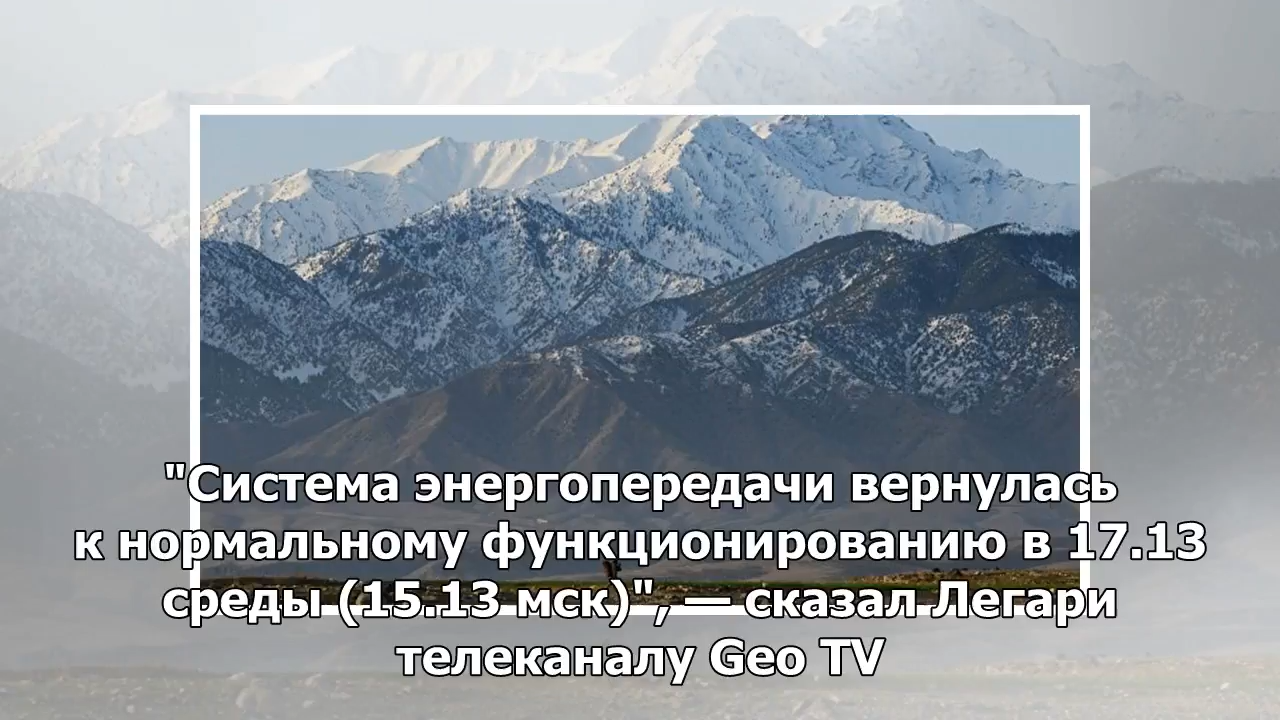 "Система энергопередачи вернулась
к нормальному функционированию в 17.13
среды (15.13 мск)", — сказал Легари
телеканалу Geo TV